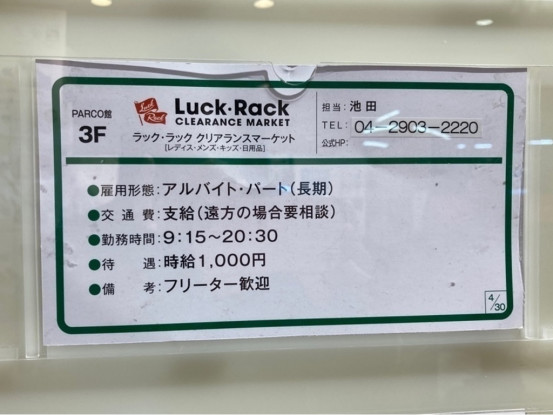 PARCO館
3F
Luck Rack
Luck・Rack
CLEARANCE MARKET
ラック・ラック クリアランスマーケット
[レディス・メンズ・キッズ・日用品]
担当: 池田
TEL: 04-2903-2220
公式HP:
●雇用形態: アルバイト・パート(長期)
●交通費: 支給(遠方の場合要相談)
●勤務時間: 9:15〜20:30
●待遇: 時給1,000円
●備考: フリーター歓迎
4/30